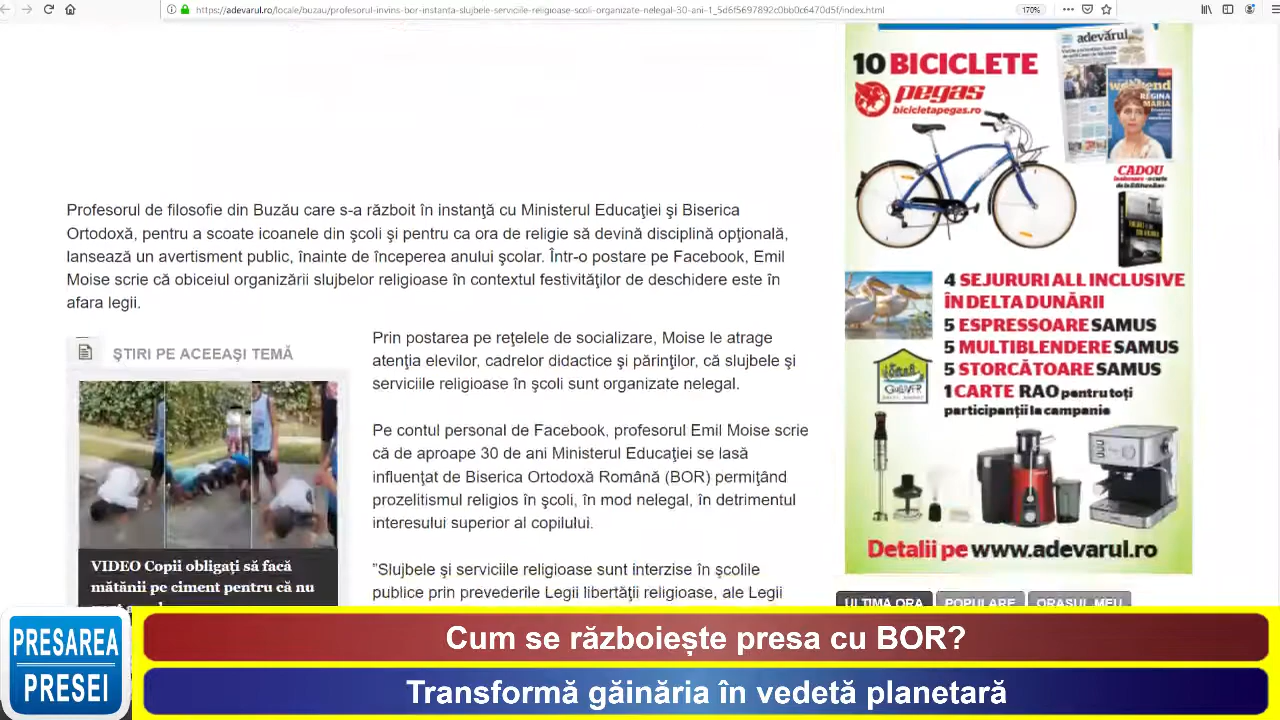 https://adevarul.ro/locale/buzau/profesorul-invins-bor-instanta-slujbele-serviciile-religioase-scoli-organizate-nelegal-30-ani-1_5d6f5697892c0bb0c6470d5f/index.html
170%
adevărul
10 BICICLETE
pegas
bicicletapegas.ro
weekend
REGINA
MARIA
CADOU
Profesorul de filosofie din Buzău care s-a războit în instanţă cu Ministerul Educaţiei şi Biserica
Ortodoxă, pentru a scoate icoanele din şcoli şi pentru ca ora de religie să devină disciplină opţională,
lansează un avertisment public, înainte de începerea anului şcolar. Într-o postare pe Facebook, Emil
Moise scrie că obiceiul organizării slujbelor religioase în contextul festivităţilor de deschidere este în
afara legii.
ŞTIRI PE ACEEAŞI TEMĂ
Prin postarea pe reţelele de socializare, Moise le atrage
atenţia elevilor, cadrelor didactice şi părinţilor, că slujbele şi
serviciile religioase în şcoli sunt organizate nelegal.
Pe contul personal de Facebook, profesorul Emil Moise scrie
că de aproape 30 de ani Ministerul Educaţiei se lasă
influenţat de Biserica Ortodoxă Română (BOR) permiţând
prozelitismul religios în şcoli, în mod nelegal, în detrimentul
interesului superior al copilului.
"Slujbele şi serviciile religioase sunt interzise în şcolile
publice prin prevederile Legii libertăţii religioase, ale Legii
VIDEO Copii obligați să facă
mătănii pe ciment pentru că nu
4 SEJURURI ALL INCLUSIVE
ÎN DELTA DUNĂRII
5 ESPRESSOARE SAMUS
5 MULTIBLENDERE SAMUS
5 STORCĂTOARE SAMUS
1 CARTE RAO pentru toți
participanții la campanie
GULLIVER
Detalii pe www.adevarul.ro
ULTIMA ORA POPULARE ORASUL MEU
PRESAREA
PRESEI
Cum se războiește presa cu BOR?
Transformă găinăria în vedetă planetară